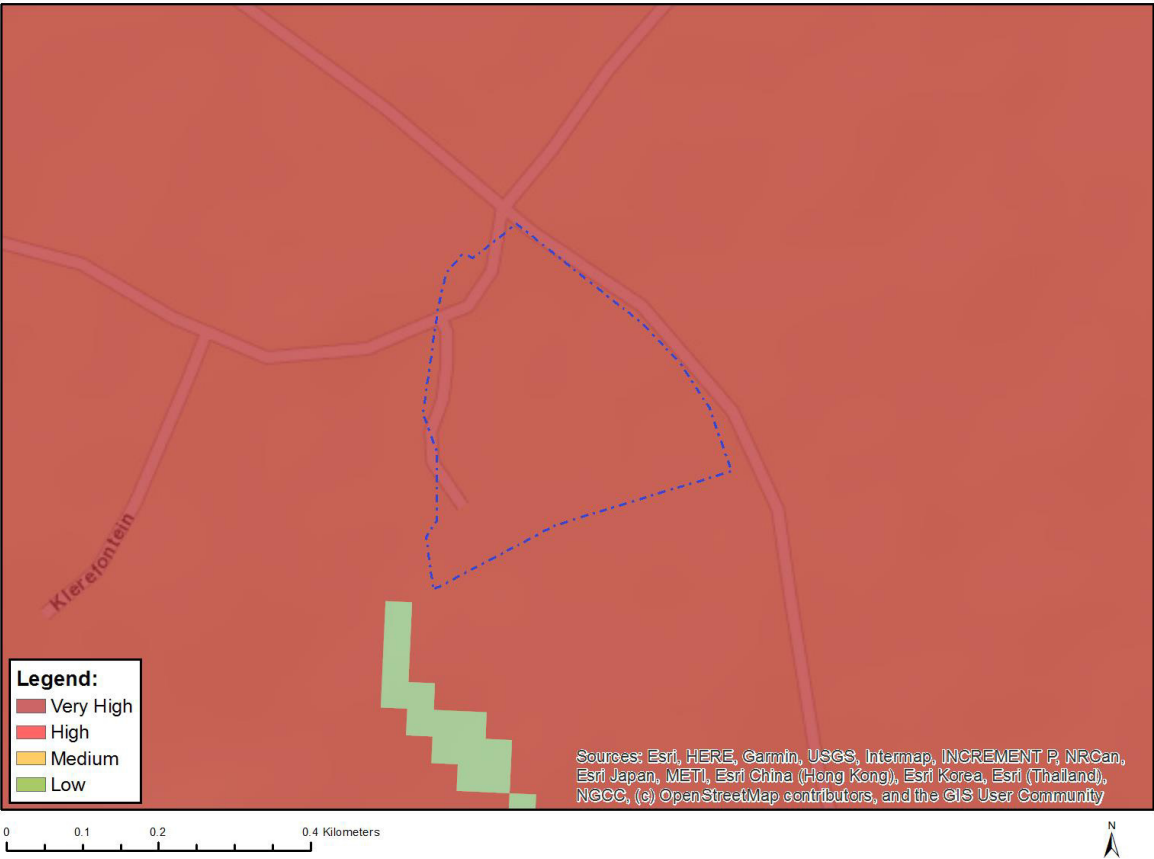 Klerefontein
Legend:
Very High
High
Medium
Low
Sources: Esri, HERE, Garmin, USGS, Intermap, INCREMENT P, NRCan,
Esri Japan, METI, Esri China (Hong Kong), Esri Korea, Esri (Thailand),
NGCC, (c) OpenStreetMap contributors, and the GIS User Community
0 0.1 0.2 0.4 Kilometers
N